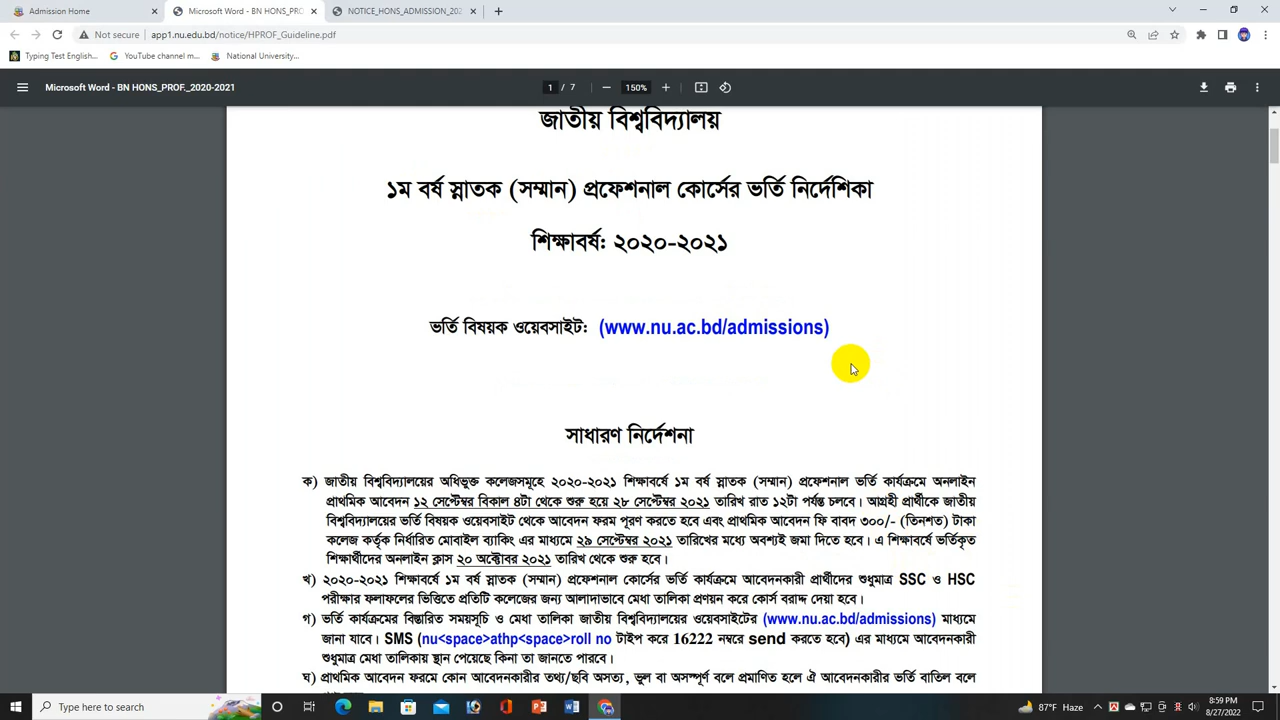 Admission Home
Microsoft Word - BN HONS_PRO
NOTICE_HONS_ADMISSION_202
Not secure
app1.nu.edu.bd/notice/HPROF_Guideline.pdf
Typing Test English...
YouTube channel m...
National University...
Microsoft Word - BN HONS_PROF._2020-2021
1 / 7
150%
জাতীয় বিশ্ববিদ্যালয়
১ম বর্ষ স্নাতক (সম্মান) প্রফেশনাল কোর্সের ভর্তি নির্দেশিকা
শিক্ষাবর্ষ: ২০২০-২০২১
ভর্তি বিষয়ক ওয়েবসাইট: (www.nu.ac.bd/admissions)
সাধারণ নির্দেশনা
ক) জাতীয় বিশ্ববিদ্যালয়ের অধিভুক্ত কলেজসমূহে ২০২০-২০২১ শিক্ষাবর্ষে ১ম বর্ষ স্নাতক (সম্মান) প্রফেশনাল ভর্তি কার্যক্রমে অনলাইন
প্রাথমিক আবেদন ১২ সেপ্টেম্বর বিকাল ৪টা থেকে শুরু হয়ে ২৮ সেপ্টেম্বর ২০২১ তারিখ রাত ১২টা পর্যন্ত চলবে। আগ্রহী প্রার্থীকে জাতীয়
বিশ্ববিদ্যালয়ের ভর্তি বিষয়ক ওয়েবসাইট থেকে আবেদন ফরম পূরণ করতে হবে এবং প্রাথমিক আবেদন ফি বাবদ ৩০০/- (তিনশত) টাকা
কলেজ কর্তৃক নির্ধারিত মোবাইল ব্যাকিং এর মাধ্যমে ২৯ সেপ্টেম্বর ২০২১ তারিখের মধ্যে অবশ্যই জমা দিতে হবে। এ শিক্ষাবর্ষে ভর্তিকৃত
শিক্ষার্থীদের অনলাইন ক্লাস ২০ অক্টোবর ২০২১ তারিখ থেকে শুরু হবে।
খ) ২০২০-২০২১ শিক্ষাবর্ষে ১ম বর্ষ স্নাতক (সম্মান) প্রফেশনাল কোর্সের ভর্তি কার্যক্রমে আবেদনকারী প্রার্থীদের শুধুমাত্র SSC ও HSC
পরীক্ষার ফলাফলের ভিত্তিতে প্রতিটি কলেজের জন্য আলাদাভাবে মেধা তালিকা প্রণয়ন করে কোর্স বরাদ্দ দেয়া হবে।
গ) ভর্তি কার্যক্রমের বিস্তারিত সময়সূচি ও মেধা তালিকা জাতীয় বিশ্ববিদ্যালয়ের ওয়েবসাইটের (www.nu.ac.bd/admissions) মাধ্যমে
জানা যাবে। SMS (nu<space>athp<space>roll no টাইপ করে 16222 নম্বরে send করতে হবে) এর মাধ্যমে আবেদনকারী
শুধুমাত্র মেধা তালিকায় স্থান পেয়েছে কিনা তা জানতে পারবে।
ঘ) প্রাথমিক আবেদন ফরমে কোন আবেদনকারীর তথ্য/ছবি অসত্য, ভুল বা অসম্পূর্ণ বলে প্রমাণিত হলে ঐ আবেদনকারীর ভর্তি বাতিল বলে
Type here to search
87°F Haze
8:59 PM
8/27/2022